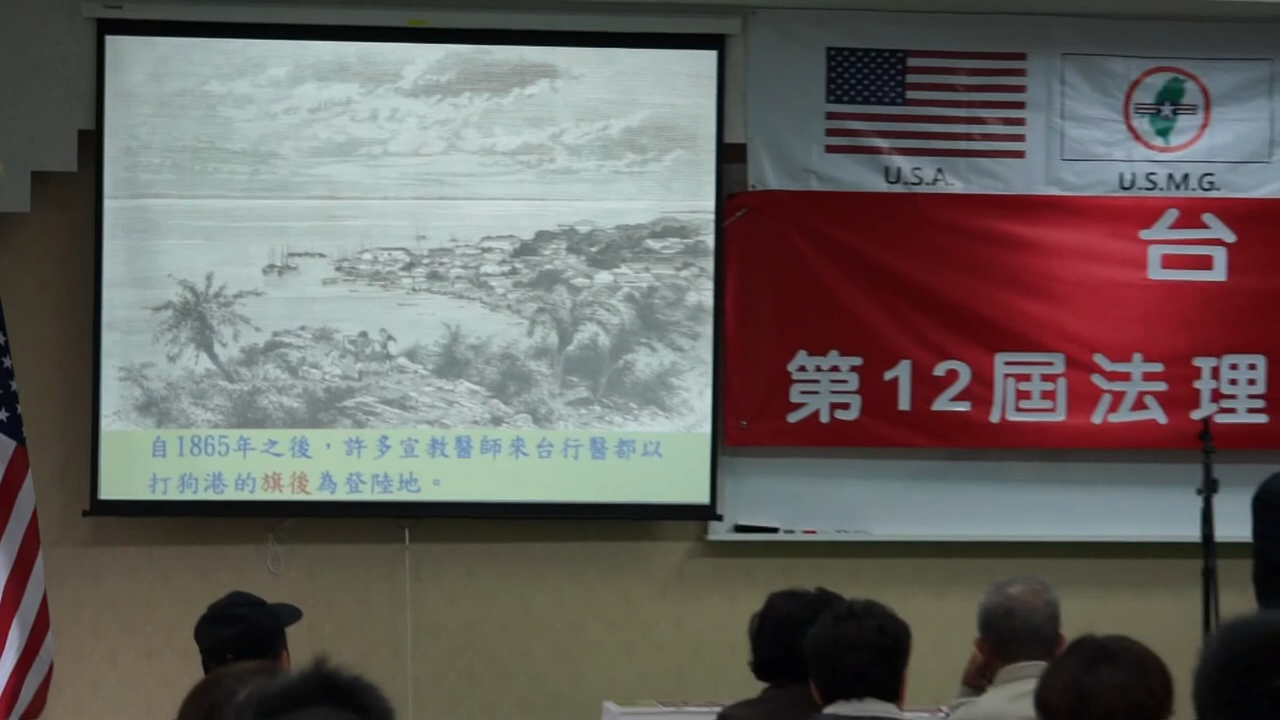 自1865年之後，許多宣教醫師來台行醫都以
打狗港的旗後為登陸地。
U.S.A.
U.S.M.G.
台
第12屆法理